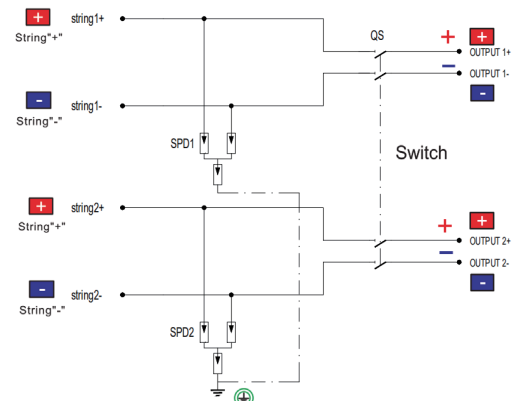 + string1+ QS + +
String"+" OUTPUT 1+
- string1- − OUTPUT 1-
String"-" -
SPD1
Switch
+ string2+
String"+" + +
OUTPUT 2+
− OUTPUT 2-
- string2- -
String"-"
SPD2